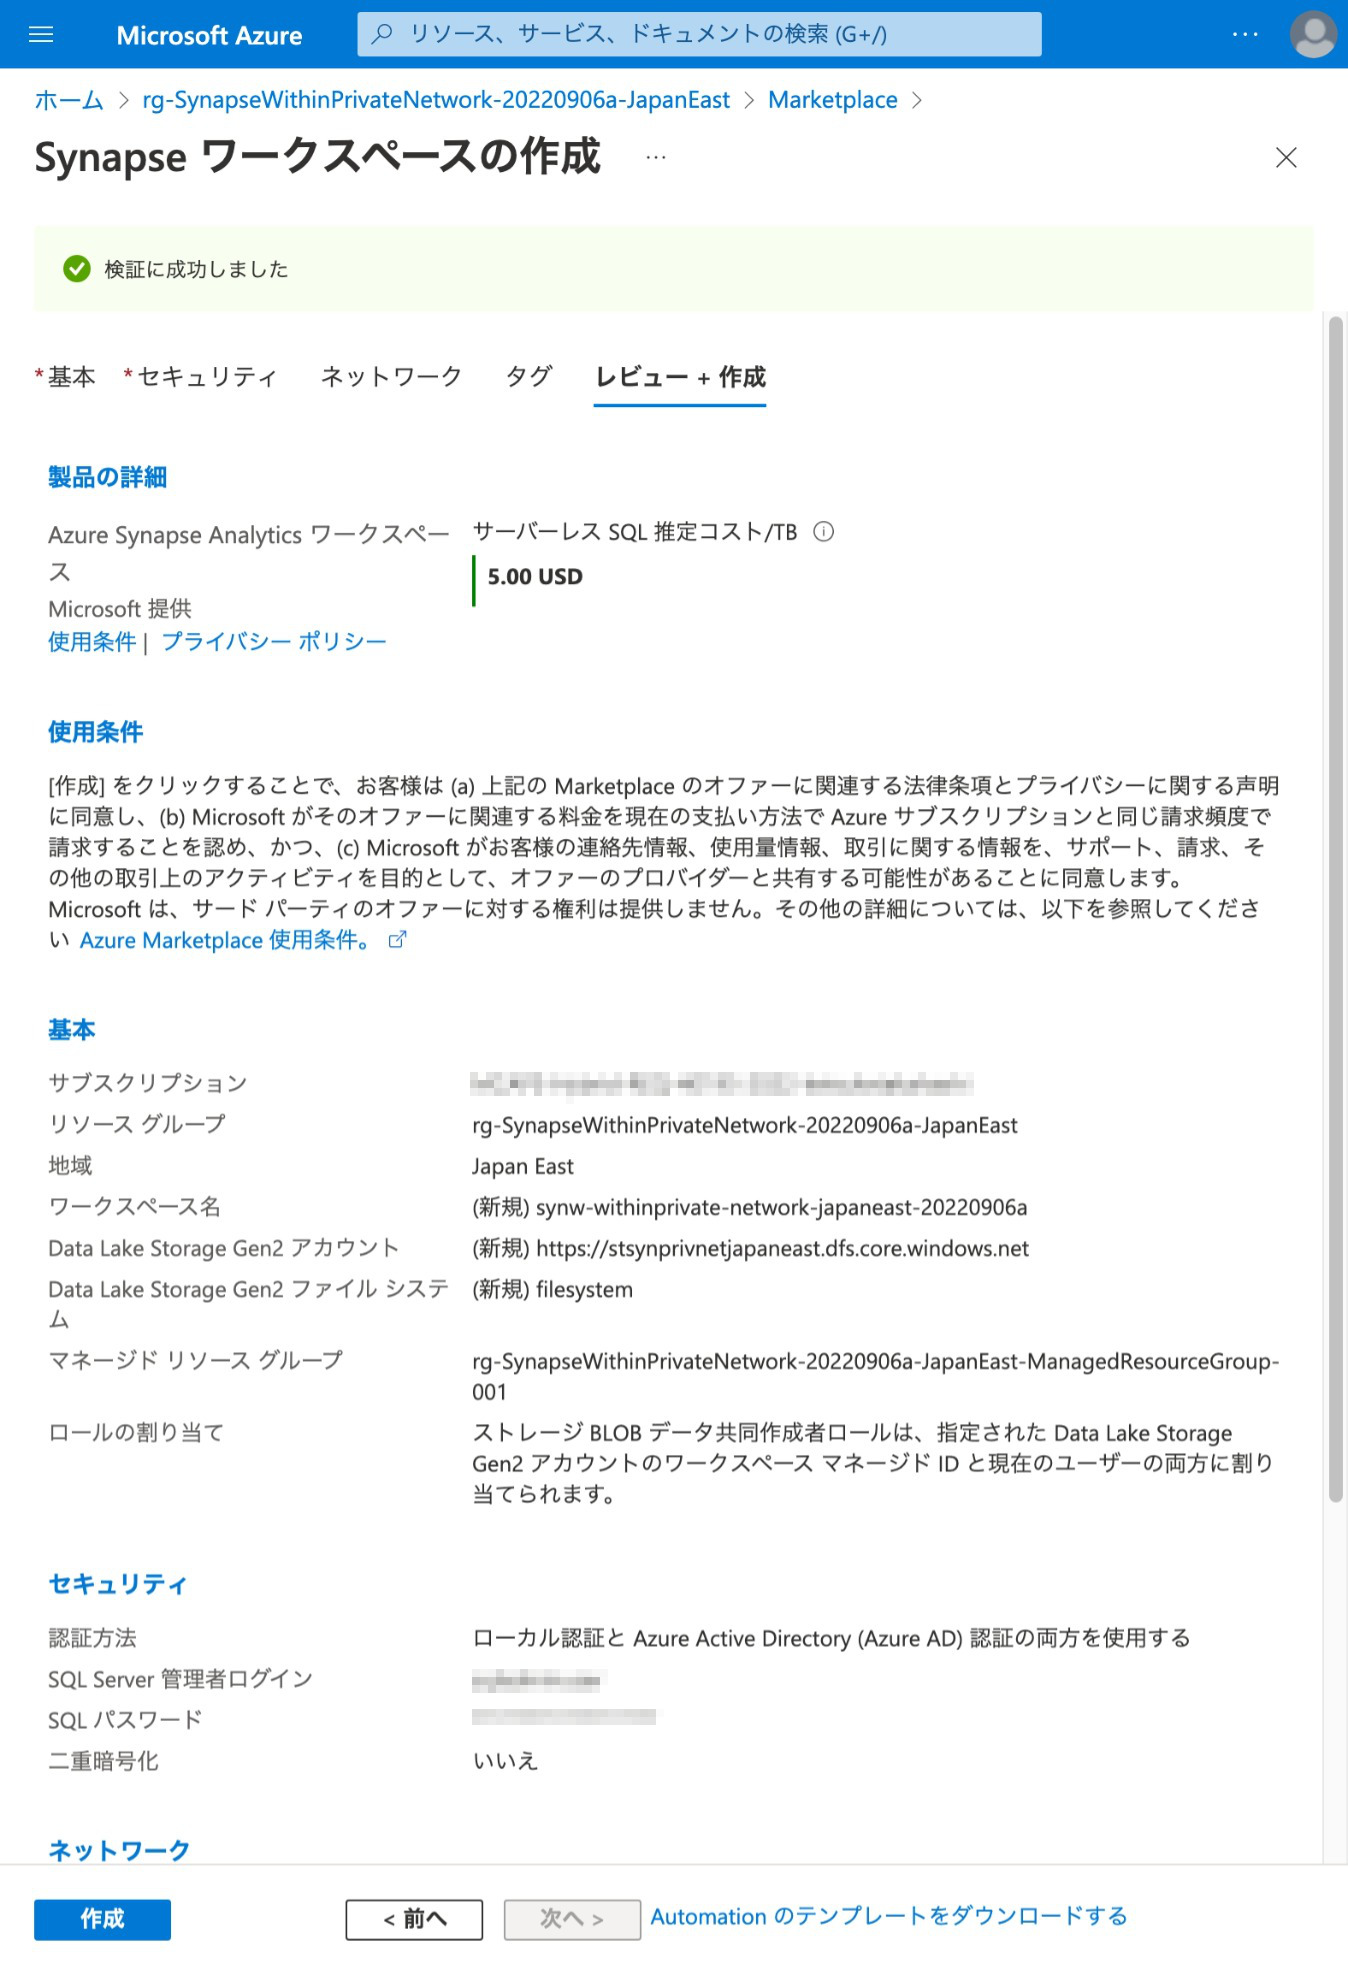 Microsoft Azure
リソース、サービス、ドキュメントの検索 (G+/)
ホーム > rg-SynapseWithinPrivateNetwork-20220906a-JapanEast > Marketplace >
Synapse ワークスペースの作成 ...
検証に成功しました
*基本 *セキュリティ ネットワーク タグ レビュー + 作成
製品の詳細
Azure Synapse Analytics ワークスペー
ス
Microsoft 提供
使用条件 | プライバシー ポリシー
サーバーレス SQL 推定コスト/TB
5.00 USD
使用条件
[作成] をクリックすることで、お客様は (a) 上記の Marketplace のオファーに関連する法律条項とプライバシーに関する声明
に同意し、(b) Microsoft がそのオファーに関連する料金を現在の支払い方法で Azure サブスクリプションと同じ請求頻度で
請求することを認め、かつ、(c) Microsoft がお客様の連絡先情報、使用量情報、取引に関する情報を、サポート、請求、そ
の他の取引上のアクティビティを目的として、オファーのプロバイダーと共有する可能性があることに同意します。
Microsoft は、サード パーティのオファーに対する権利は提供しません。その他の詳細については、以下を参照してくださ
い Azure Marketplace 使用条件。
基本
サブスクリプション
リソース グループ rg-SynapseWithinPrivateNetwork-20220906a-JapanEast
地域 Japan East
ワークスペース名 (新規) synw-withinprivate-network-japaneast-20220906a
Data Lake Storage Gen2 アカウント (新規) https://stsynprivnetjapaneast.dfs.core.windows.net
Data Lake Storage Gen2 ファイル システ (新規) filesystem
ム
マネージド リソース グループ rg-SynapseWithinPrivateNetwork-20220906a-JapanEast-ManagedResourceGroup-
001
ロールの割り当て ストレージ BLOB データ共同作成者ロールは、指定された Data Lake Storage
Gen2 アカウントのワークスペース マネージド ID と現在のユーザーの両方に割り
当てられます。
セキュリティ
認証方法 ローカル認証と Azure Active Directory (Azure AD) 認証の両方を使用する
SQL Server 管理者ログイン
SQL パスワード
二重暗号化 いいえ
ネットワーク
作成 < 前へ 次へ > Automation のテンプレートをダウンロードする